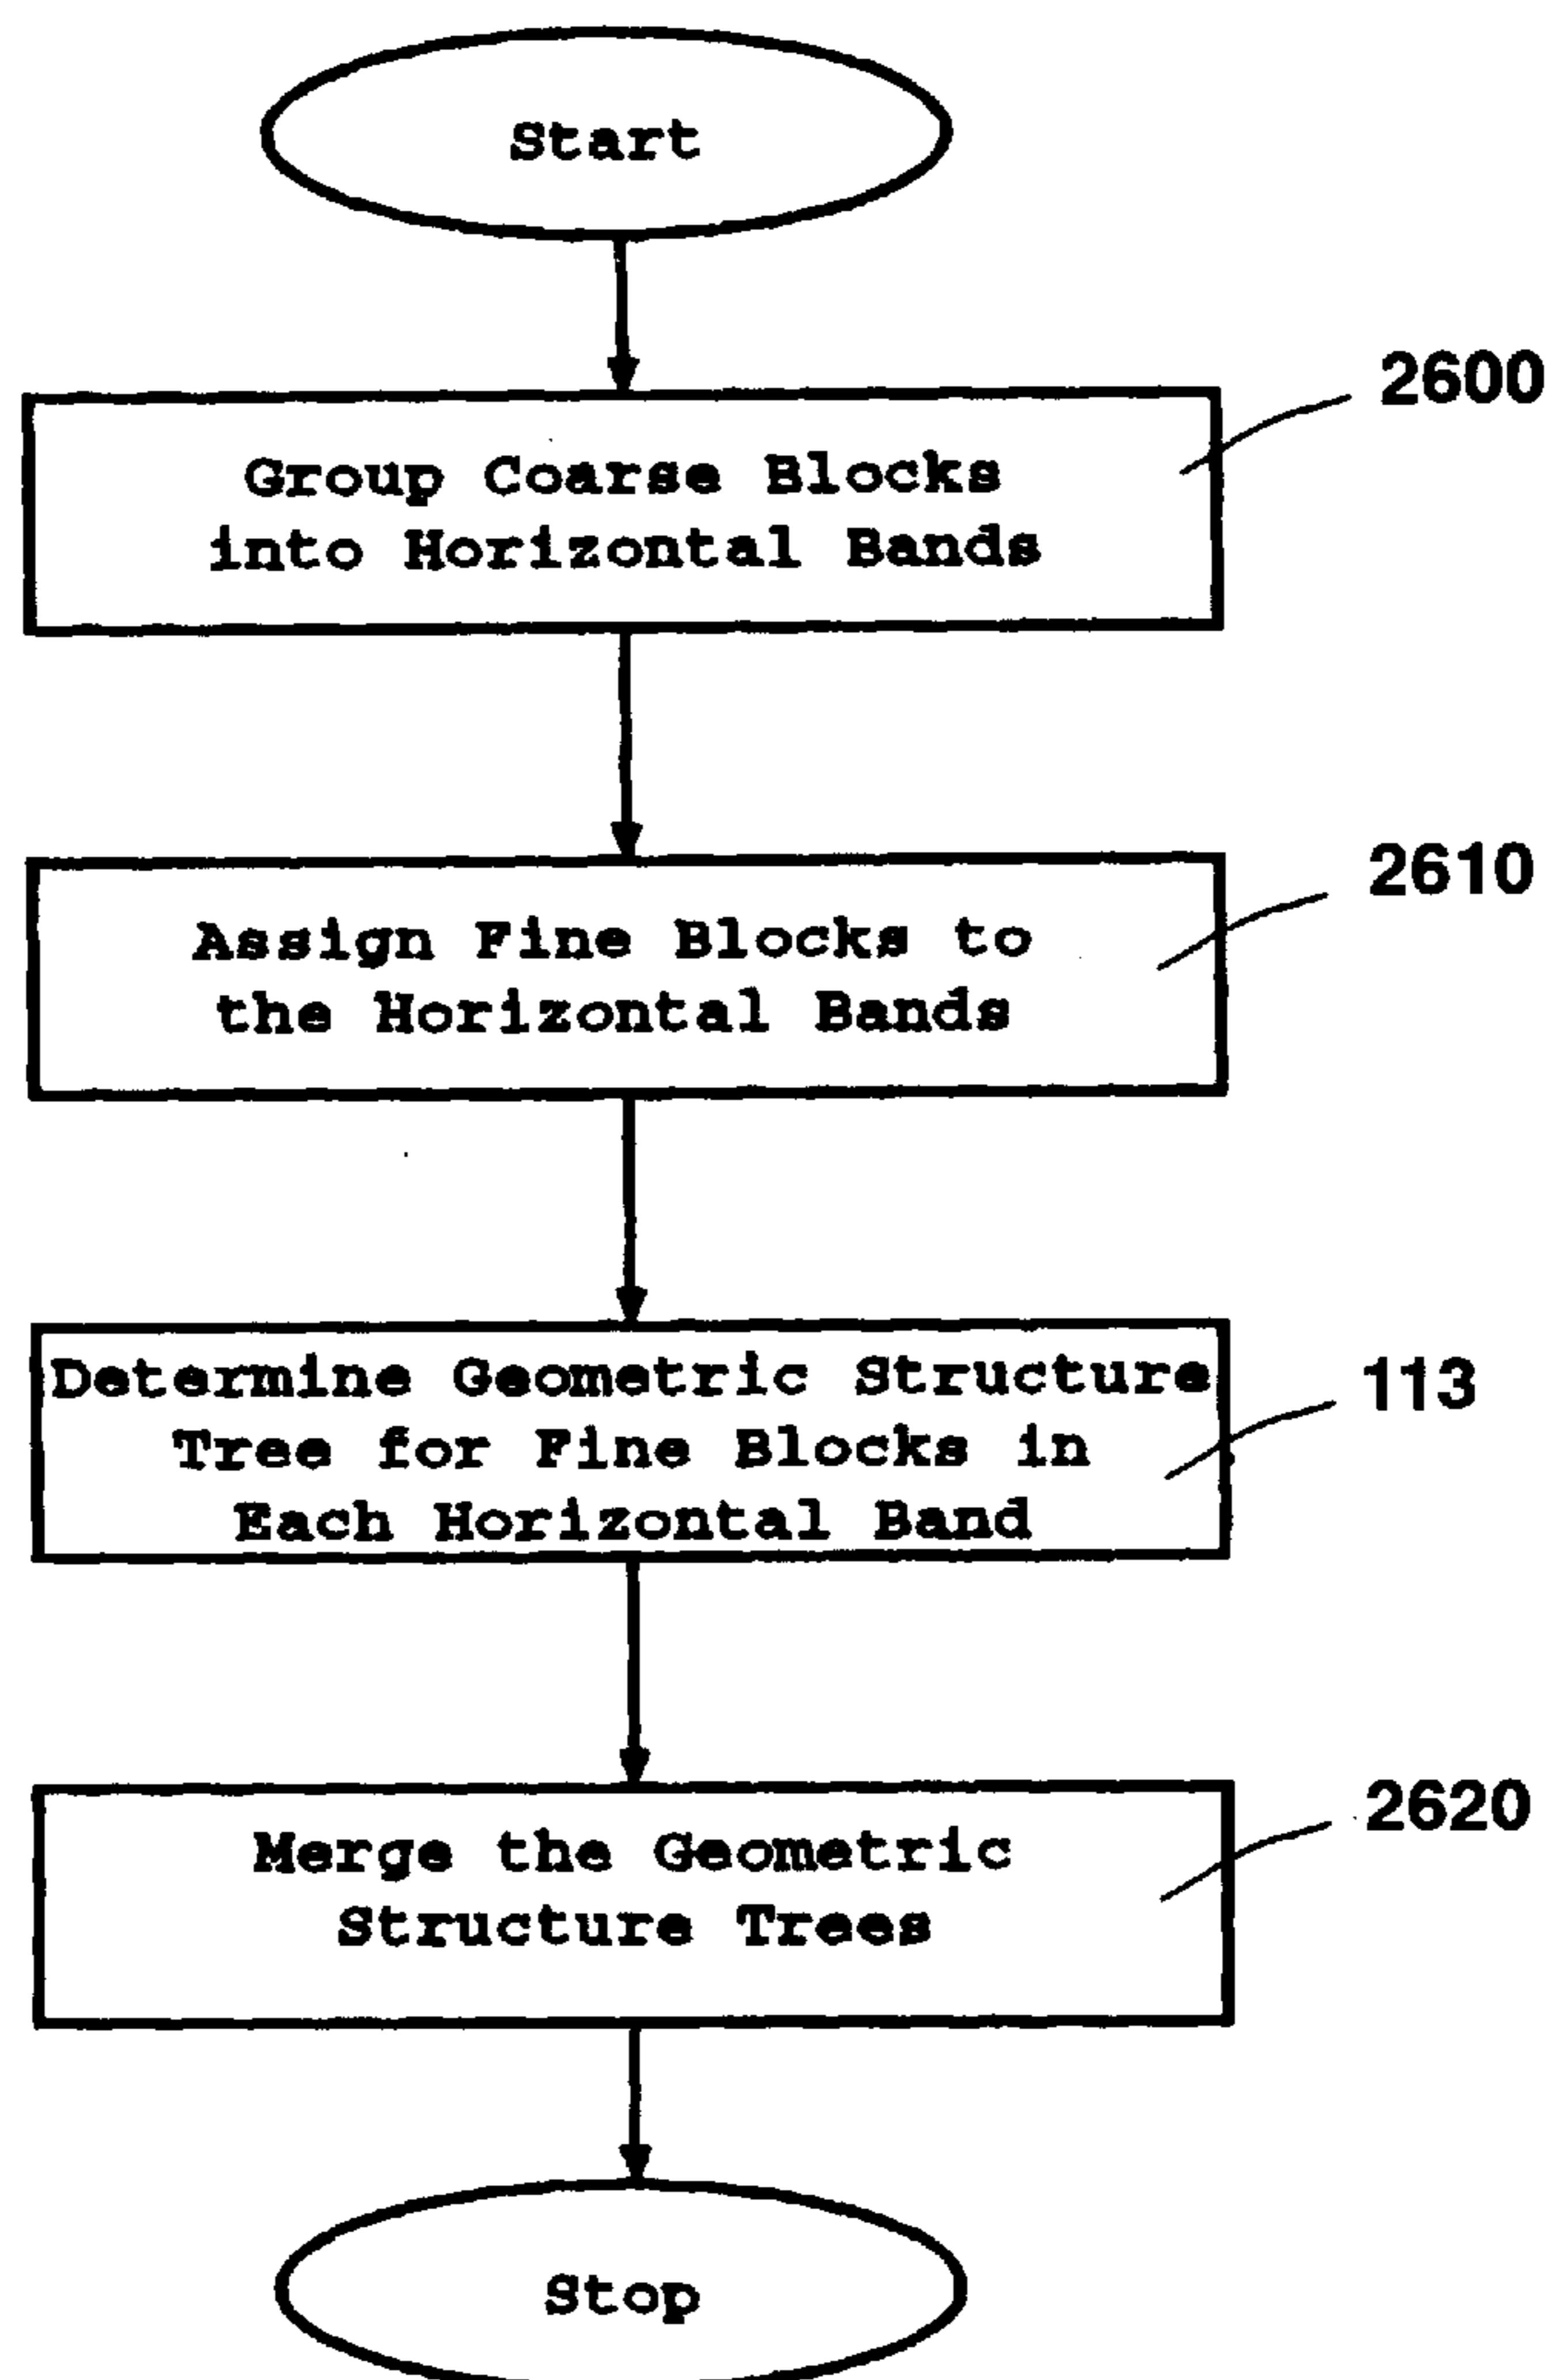 Start
2600
Group Coarse Blocks
into Horizontal Bands
2610
Assign Fine Blocks to
the Horizontal Bands
113
Determine Geometric Structure
Tree for Fine Blocks in
Each Horizontal Band
2620
Merge the Geometric
Structure Trees
Stop